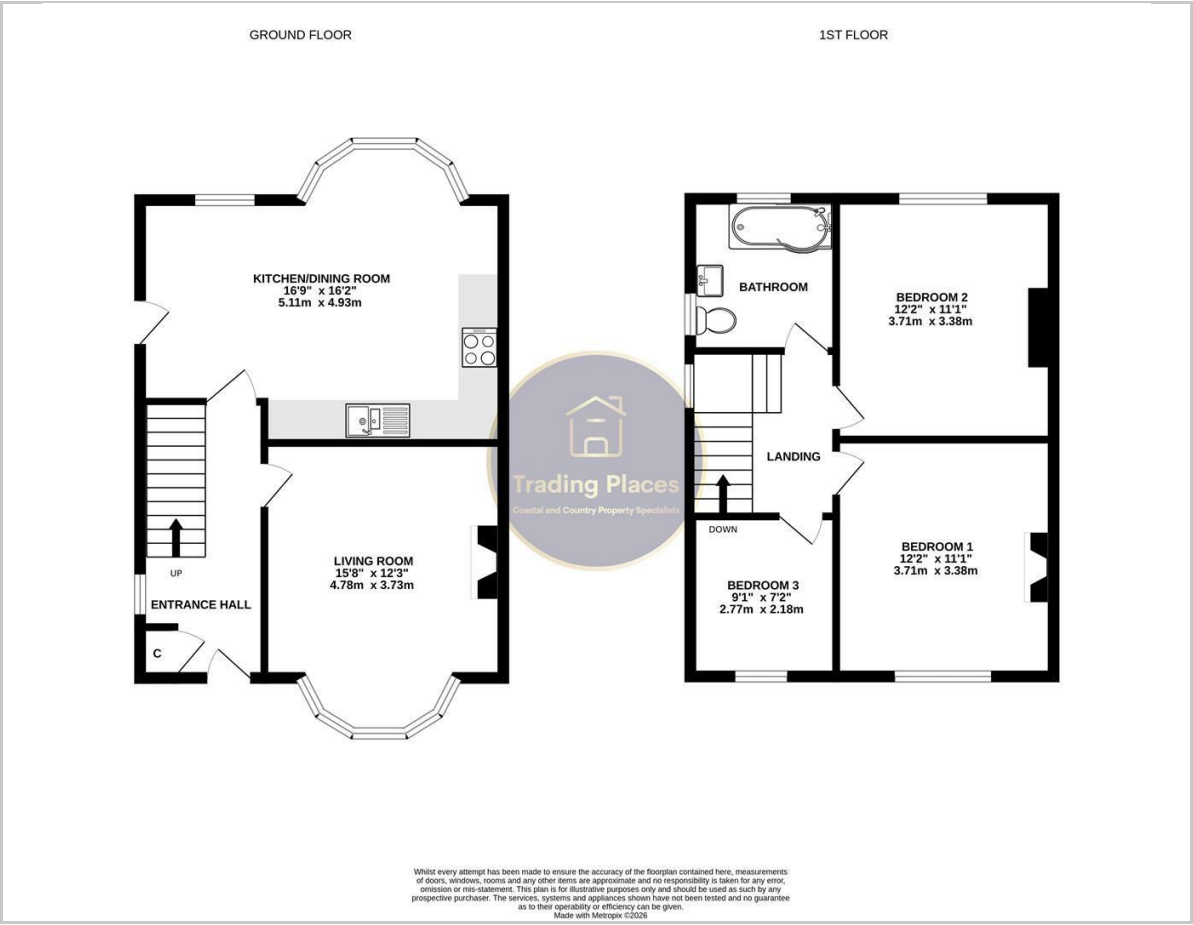 GROUND FLOOR
1ST FLOOR
KITCHEN/DINING ROOM
16'9" x 16'2"
5.11m x 4.93m
BATHROOM
BEDROOM 2
12'2" x 11'1"
3.71m x 3.38m
LANDING
Trading Places
Coastal and Country Property Specialists
DOWN
LIVING ROOM
15'8" x 12'3"
4.78m x 3.73m
BEDROOM 1
12'2" x 11'1"
3.71m x 3.38m
UP
ENTRANCE HALL
BEDROOM 3
9'1" x 7'2"
2.77m x 2.18m
C
Whilst every attempt has been made to ensure the accuracy of the floorplan contained here, measurements
of doors, windows, rooms and any other items are approximate and no responsibility is taken for any error,
omission or mis-statement. This plan is for illustrative purposes only and should be used as such by any
prospective purchaser. The services, systems and appliances shown have not been tested and no guarantee
as to their operability or efficiency can be given.
Made with Metropix ©2026